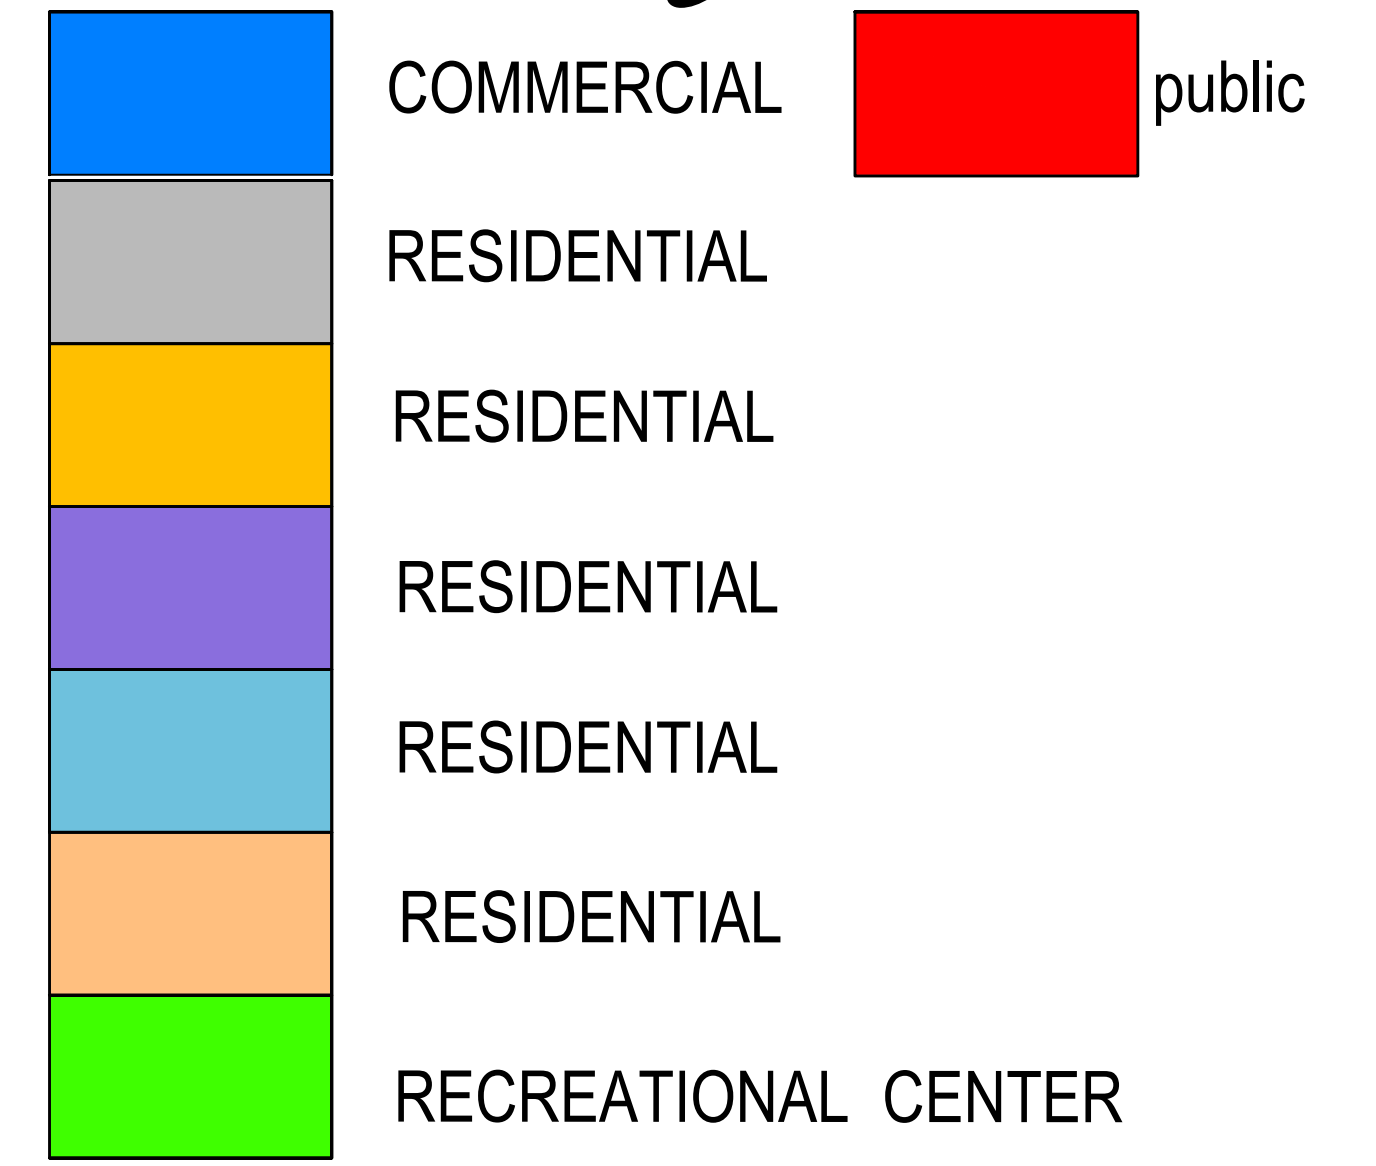 COMMERCIAL
public
RESIDENTIAL
RESIDENTIAL
RESIDENTIAL
RESIDENTIAL
RESIDENTIAL
RECREATIONAL CENTER